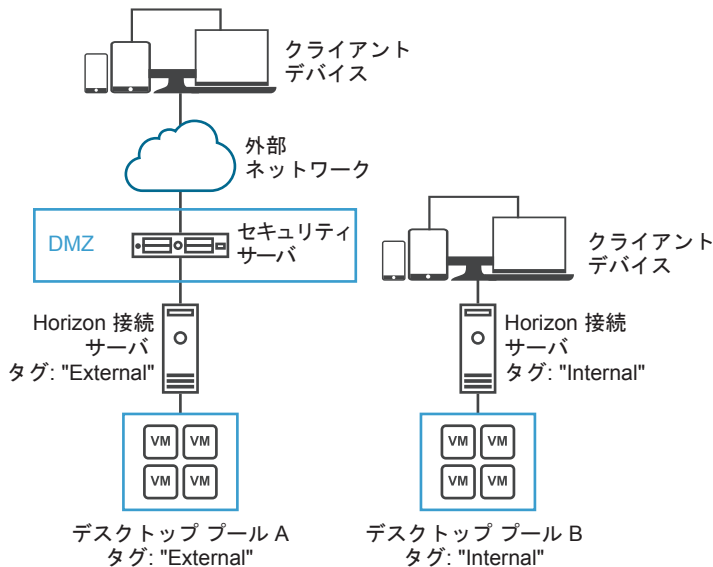 クライアント
デバイス
外部
ネットワーク
DMZ
セキュリティ
サーバ
クライアント
デバイス
Horizon 接続
サーバ
タグ: "External"
Horizon 接続
サーバ
タグ: "Internal"
VM VM
VM VM
VM VM
VM VM
デスクトップ プール A
タグ: "External"
デスクトップ プール B
タグ: "Internal"